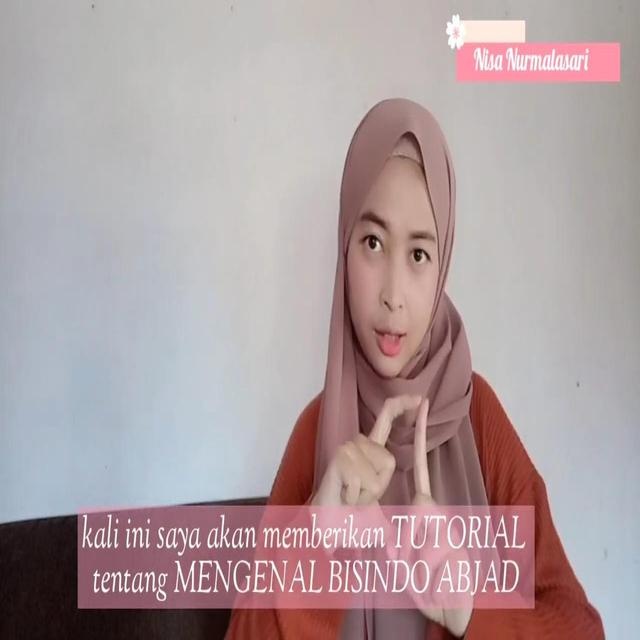 Nisa Nurmalasari
kali ini saya akan memberikan TUTORIAL
tentang MENGENAL BISINDO ABJAD